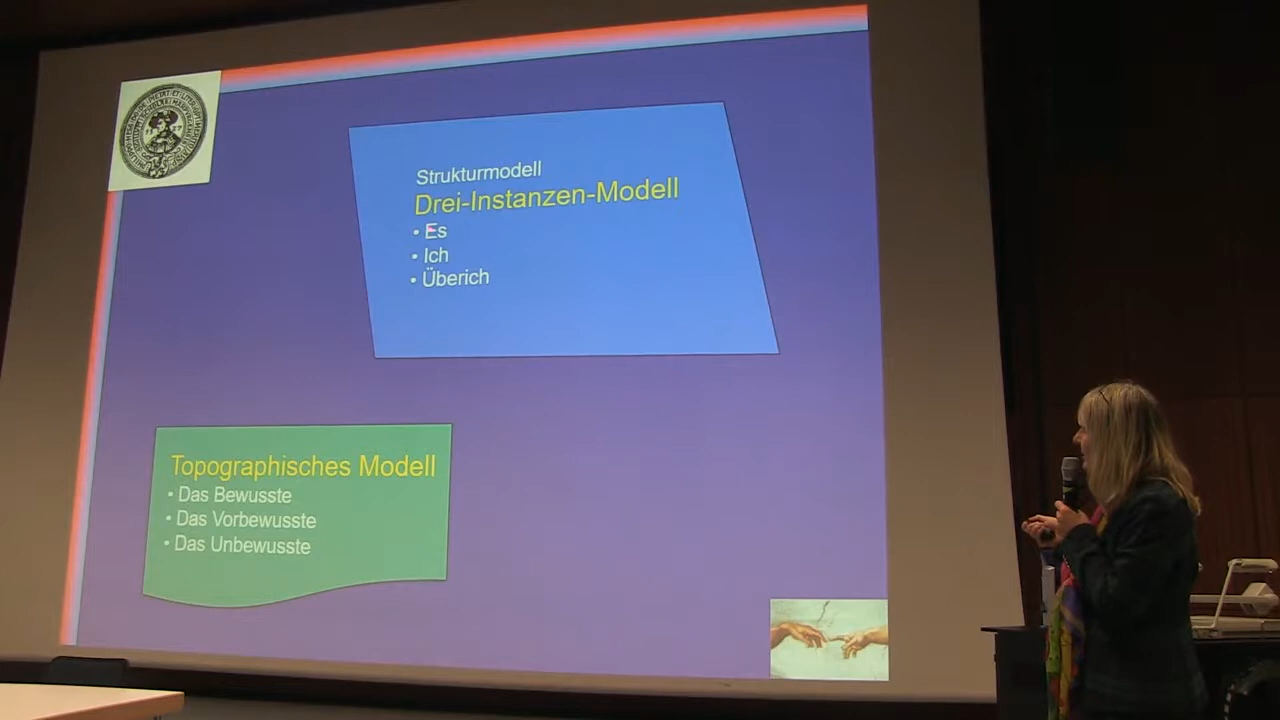 Strukturmodell
Drei-Instanzen-Modell
• Es
• Ich
• Überich
Topographisches Modell
• Das Bewusste
• Das Vorbewusste
• Das Unbewusste